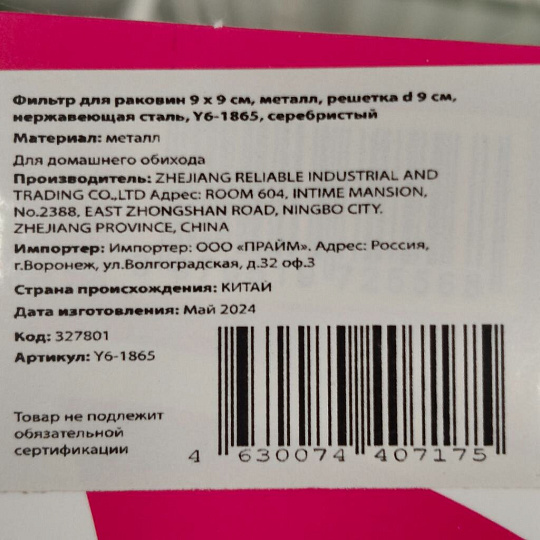 Фильтр для раковин 9 х 9 см, металл, решетка d 9 см,
нержавеющая сталь, Y6-1865, серебристый
Материал: металл
Для домашнего обихода
Производитель: ZHEJIANG RELIABLE INDUSTRIAL AND
TRADING CO.,LTD Адрес: ROOM 604, INTIME MANSION,
No.2388, EAST ZHONGSHAN ROAD, NINGBO CITY.
ZHEJIANG PROVINCE, CHINA
Импортер: Импортер: ООО «ПРАЙМ». Адрес: Россия,
г.Воронеж, ул.Волгоградская, д.32 оф.3
Страна происхождения: КИТАЙ
Дата изготовления: Май 2024
Код: 327801
Артикул: Y6-1865
Товар не подлежит
обязательной
сертификации
4 630074 407175